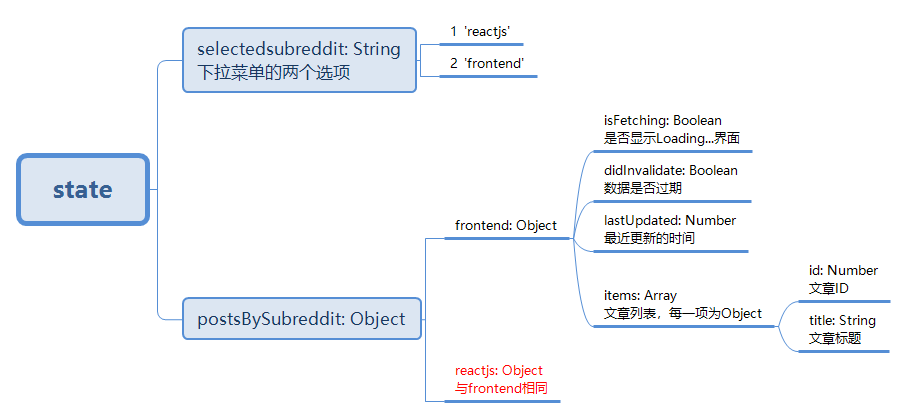 state
selectedsubreddit: String
下拉菜单的两个选项
1 'reactjs'
2 'frontend'
postsBySubreddit: Object
frontend: Object
isFetching: Boolean
是否显示Loading...界面
didInvalidate: Boolean
数据是否过期
lastUpdated: Number
最近更新的时间
items: Array
文章列表，每一项为Object
id: Number
文章ID
title: String
文章标题
reactjs: Object
与frontend相同